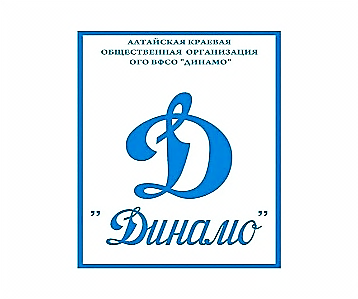 АЛТАЙСКАЯ КРАЕВАЯ
ОБЩЕСТВЕННАЯ ОРГАНИЗАЦИЯ
ОГО ВФСО "ДИНАМО"
Д
"Динамо"